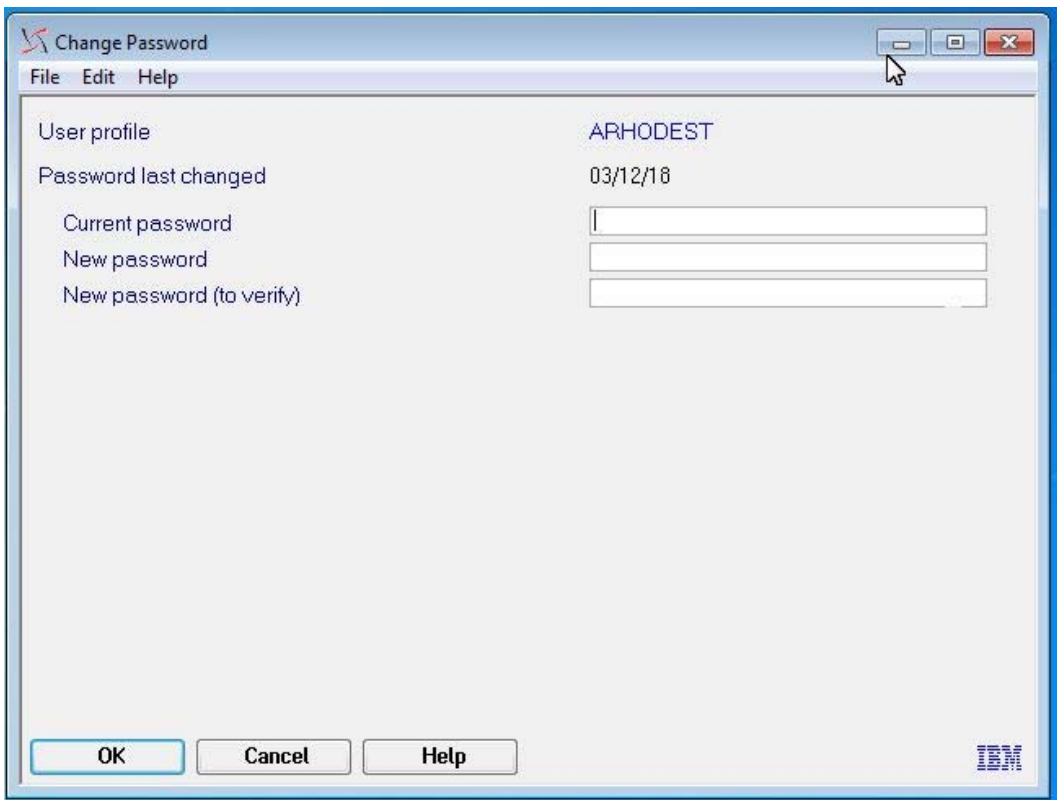 Change Password
File Edit Help
User profile ARHODEST
Password last changed 03/12/18
Current password
New password
New password (to verify)
OK Cancel Help IBM